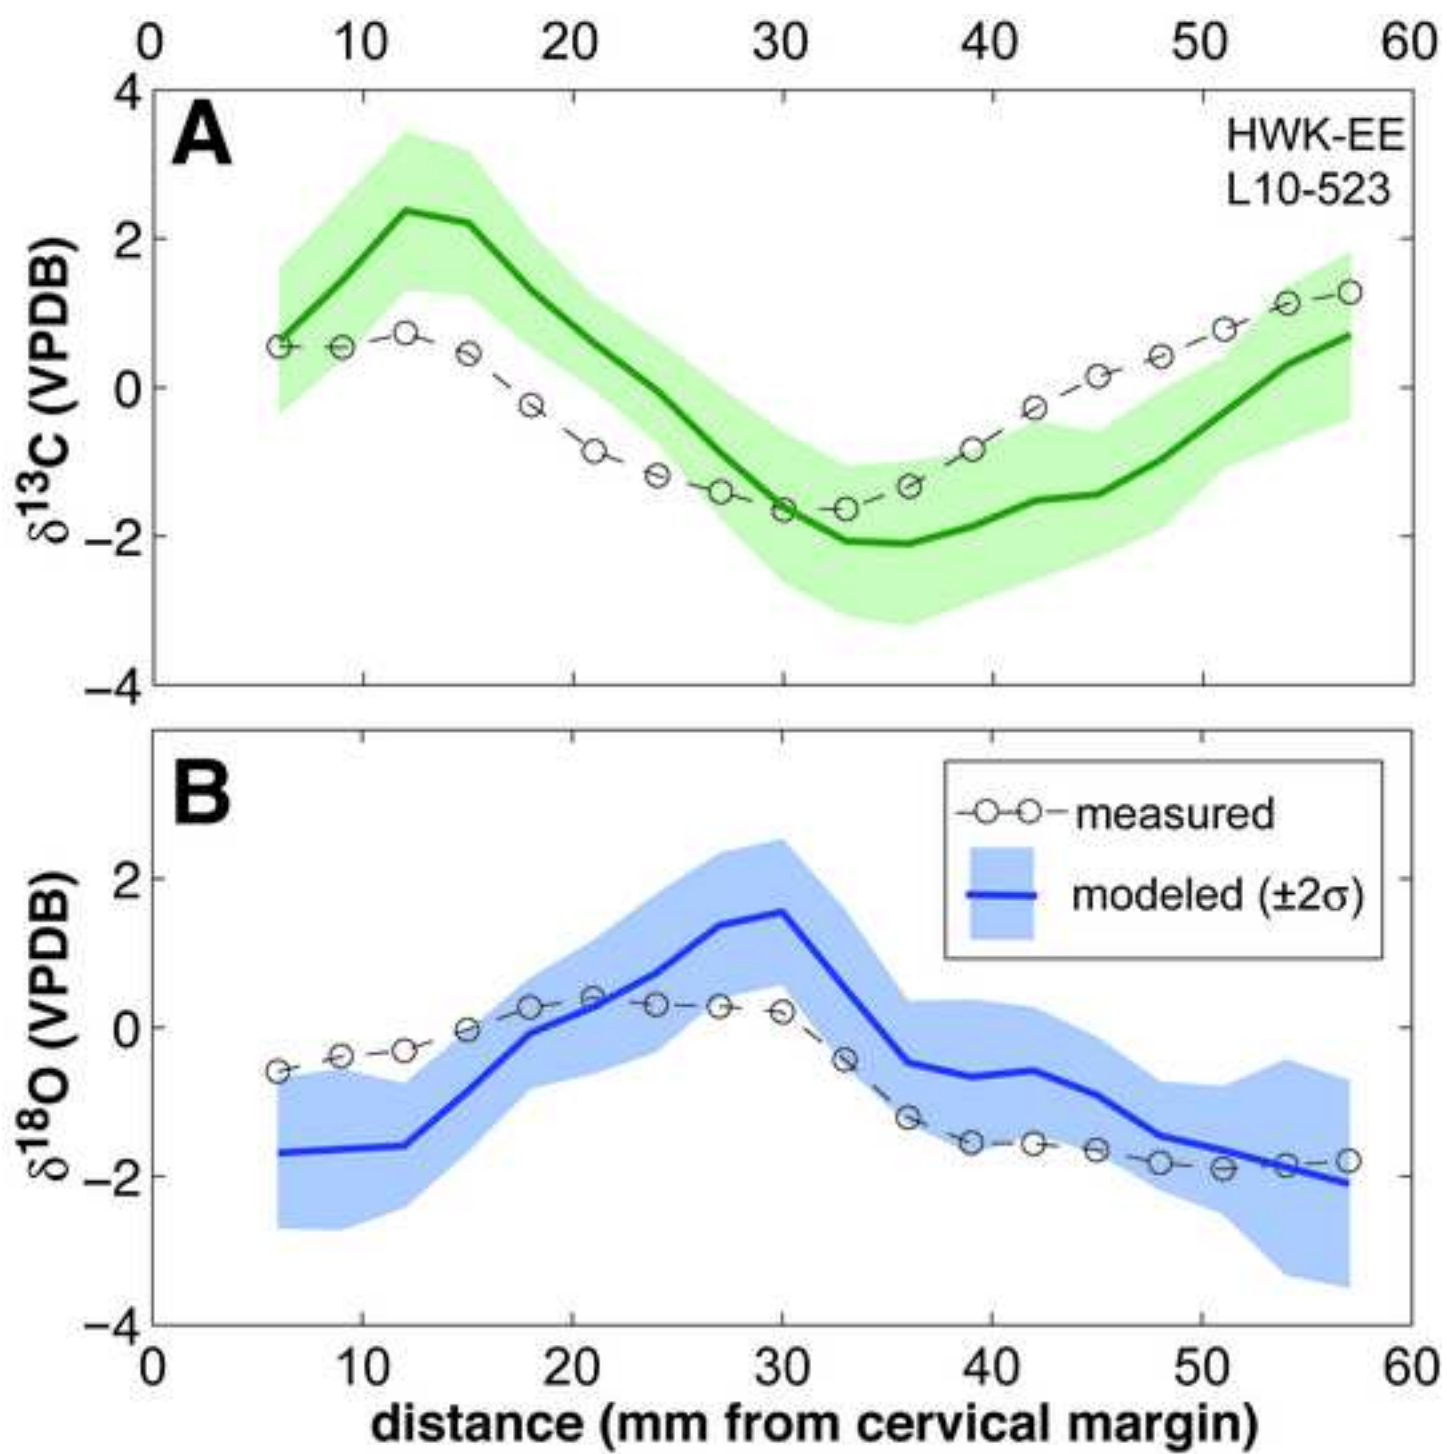 0 10 20 30 40 50 60
A
HWK-EE
L10-523
4
2
0
−2
−4
δ13C (VPDB)
B
measured
modeled (±2σ)
2
0
−2
−4
δ18O (VPDB)
0 10 20 30 40 50 60
distance (mm from cervical margin)